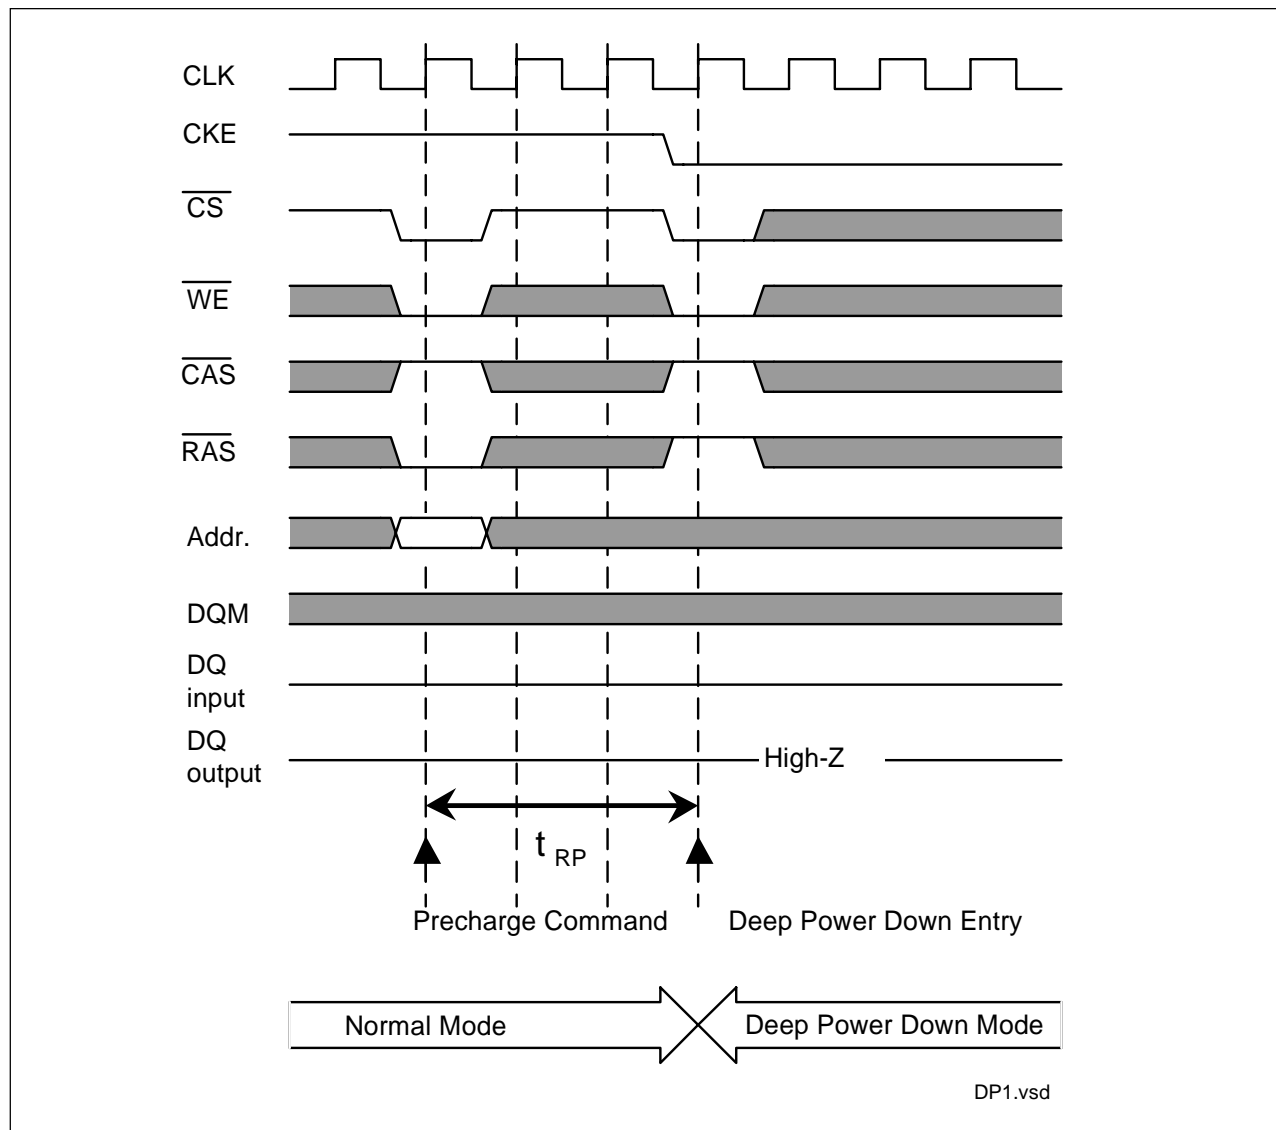 CLK
CKE
CS
WE
CAS
RAS
Addr.
DQM
DQ
input
DQ
output
High-Z
t RP
Precharge Command
Deep Power Down Entry
Normal Mode
Deep Power Down Mode
DP1.vsd